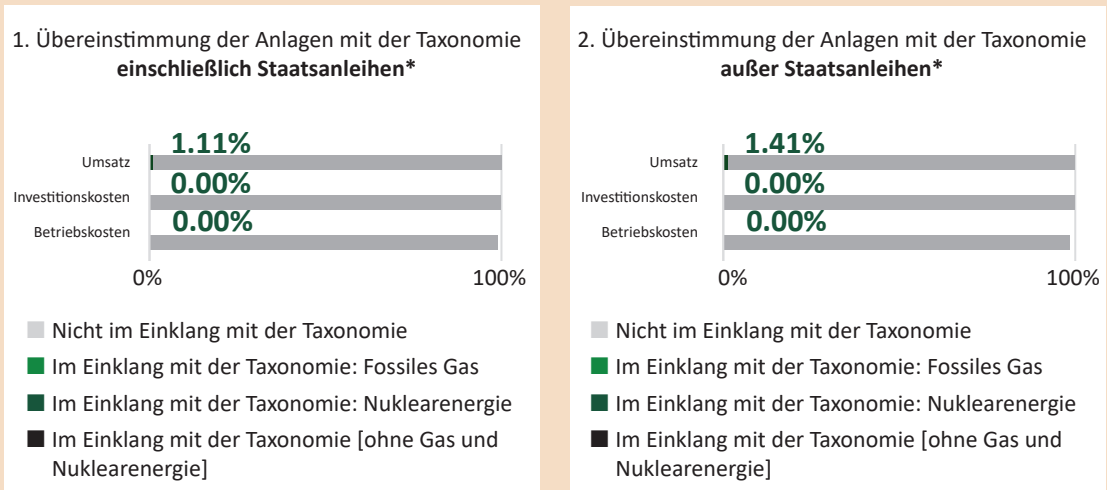 1. Übereinstimmung der Anlagen mit der Taxonomie
einschließlich Staatsanleihen*
1.11%
Umsatz
0.00%
Investitionskosten
0.00%
Betriebskosten
0%
100%
Nicht im Einklang mit der Taxonomie
Im Einklang mit der Taxonomie: Fossiles Gas
Im Einklang mit der Taxonomie: Nuklearenergie
Im Einklang mit der Taxonomie [ohne Gas und
Nuklearenergie]
2. Übereinstimmung der Anlagen mit der Taxonomie
außer Staatsanleihen*
1.41%
Umsatz
0.00%
Investitionskosten
0.00%
Betriebskosten
0%
100%
Nicht im Einklang mit der Taxonomie
Im Einklang mit der Taxonomie: Fossiles Gas
Im Einklang mit der Taxonomie: Nuklearenergie
Im Einklang mit der Taxonomie [ohne Gas und
Nuklearenergie]